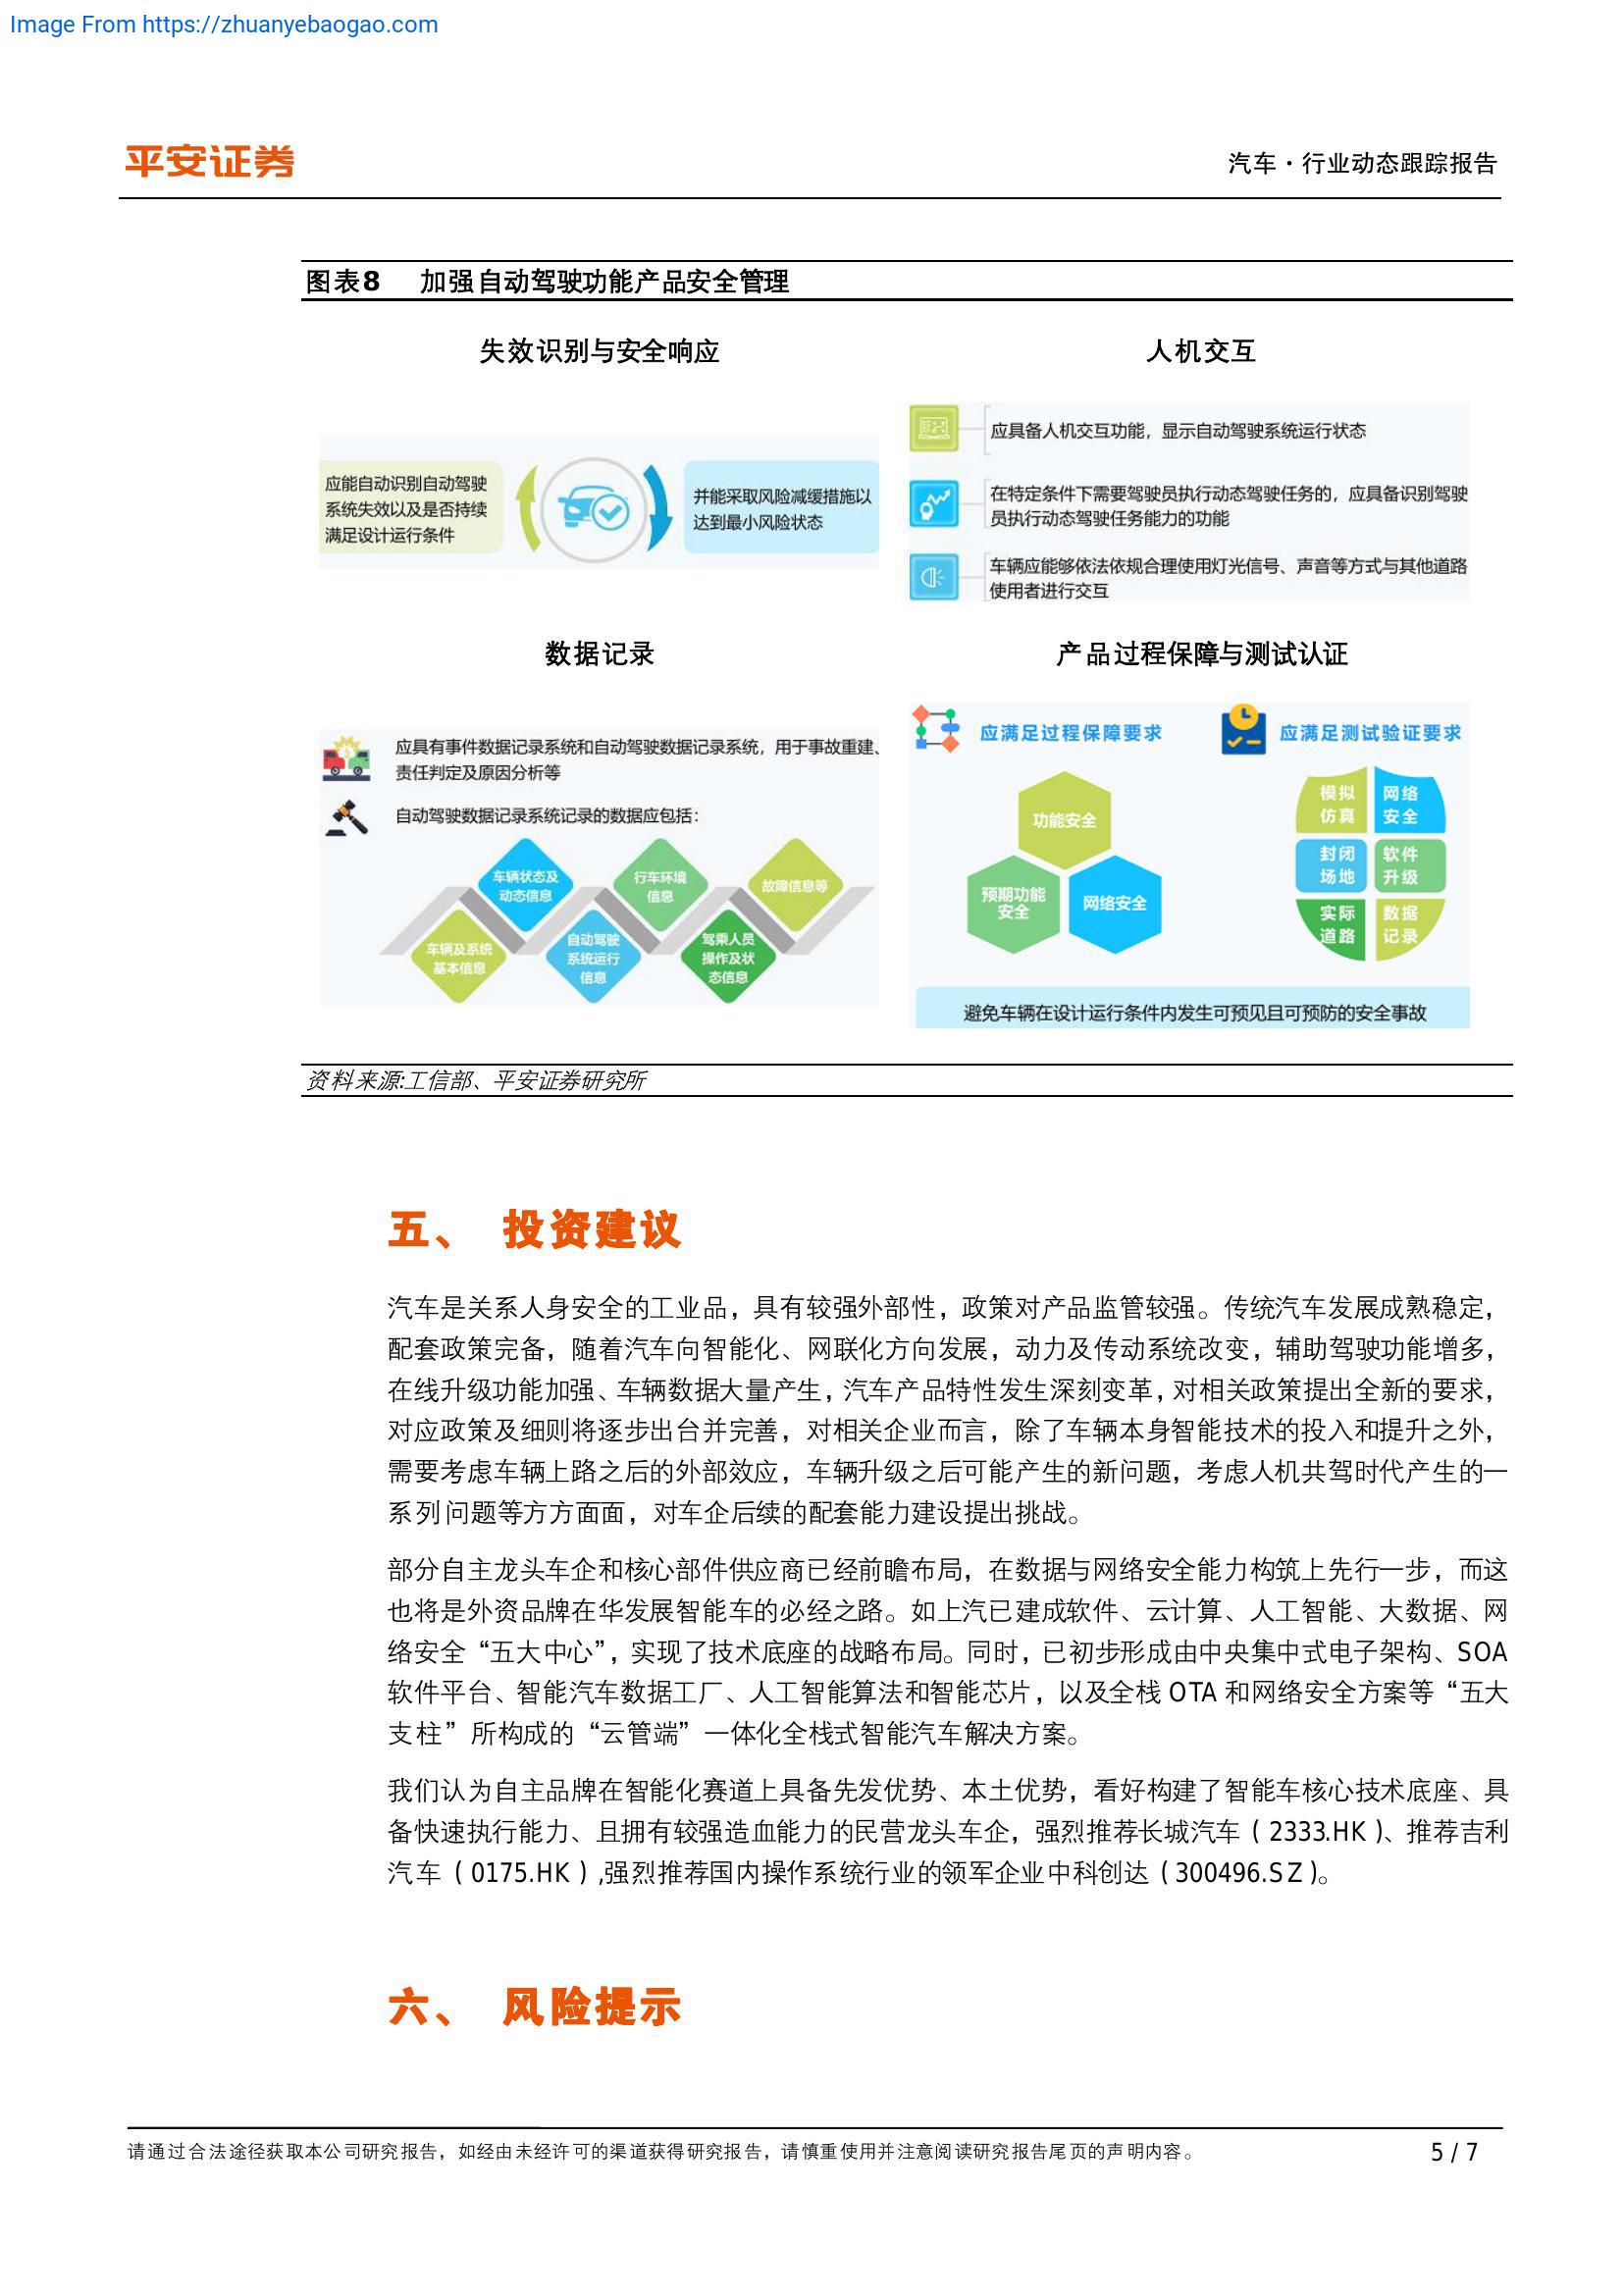 Image From https://zhuanyebaogao.com
平安证券
汽车·行业动态跟踪报告
图表8 加强自动驾驶功能产品安全管理
失效识别与安全响应
应能自动识别自动驾驶
系统失效以及是否持续
满足设计运行条件
并能采取风险减缓措施以
达到最小风险状态
人机交互
应具备人机交互功能，显示自动驾驶系统运行状态
在特定条件下需要驾驶员执行动态驾驶任务的，应具备识别驾驶
员执行动态驾驶任务能力的功能
车辆应能够依法依规合理使用灯光信号、声音等方式与其他道路
使用者进行交互
数据记录
应具有事件数据记录系统和自动驾驶数据记录系统，用于事故重建、
责任判定及原因分析等
自动驾驶数据记录系统记录的数据应包括：
车辆及系统
基本信息
车辆状态及
动态信息
自动驾驶
系统运行
信息
行车环境
信息
驾乘人员
操作及状
态信息
故障信息等
产品过程保障与测试认证
应满足过程保障要求
功能安全
预期功能
安全
网络安全
应满足测试验证要求
模拟
仿真
网络
安全
封闭
场地
软件
升级
实际
道路
数据
记录
避免车辆在设计运行条件内发生可预见且可预防的安全事故
资料来源:工信部、平安证券研究所
五、 投资建议
汽车是关系人身安全的工业品，具有较强外部性，政策对产品监管较强。传统汽车发展成熟稳定，
配套政策完备，随着汽车向智能化、网联化方向发展，动力及传动系统改变，辅助驾驶功能增多，
在线升级功能加强、车辆数据大量产生，汽车产品特性发生深刻变革，对相关政策提出全新的要求，
对应政策及细则将逐步出台并完善，对相关企业而言，除了车辆本身智能技术的投入和提升之外，
需要考虑车辆上路之后的外部效应，车辆升级之后可能产生的新问题，考虑人机共驾时代产生的一
系列问题等方方面面，对车企后续的配套能力建设提出挑战。
部分自主龙头车企和核心部件供应商已经前瞻布局，在数据与网络安全能力构筑上先行一步，而这
也将是外资品牌在华发展智能车的必经之路。如上汽已建成软件、云计算、人工智能、大数据、网
络安全“五大中心”，实现了技术底座的战略布局。同时，已初步形成由中央集中式电子架构、SOA
软件平台、智能汽车数据工厂、人工智能算法和智能芯片，以及全栈 OTA 和网络安全方案等“五大
支柱”所构成的“云管端”一体化全栈式智能汽车解决方案。
我们认为自主品牌在智能化赛道上具备先发优势、本土优势，看好构建了智能车核心技术底座、具
备快速执行能力、且拥有较强造血能力的民营龙头车企，强烈推荐长城汽车（2333.HK）、推荐吉利
汽车（0175.HK）,强烈推荐国内操作系统行业的领军企业中科创达（300496.SZ）。
六、 风险提示
请通过合法途径获取本公司研究报告，如经由未经许可的渠道获得研究报告，请慎重使用并注意阅读研究报告尾页的声明内容。
5 / 7